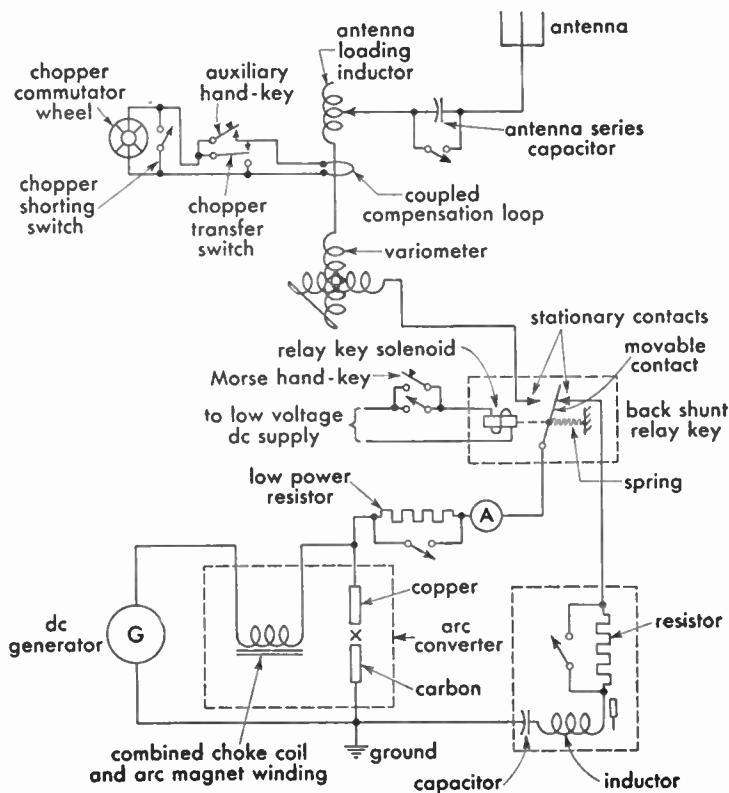 antenna
loading
inductor
antenna
chopper
commutator
wheel
auxiliary
hand-key
antenna series
capacitor
chopper
shorting
switch
chopper
transfer
switch
coupled
compensation loop
variometer
stationary contacts
relay key solenoid
movable
contact
Morse hand-key
to low voltage
dc supply
back shunt
relay key
low power
resistor
spring
A
copper
dc
generator
G
arc
converter
resistor
carbon
combined choke coil
and arc magnet winding
ground
capacitor
inductor